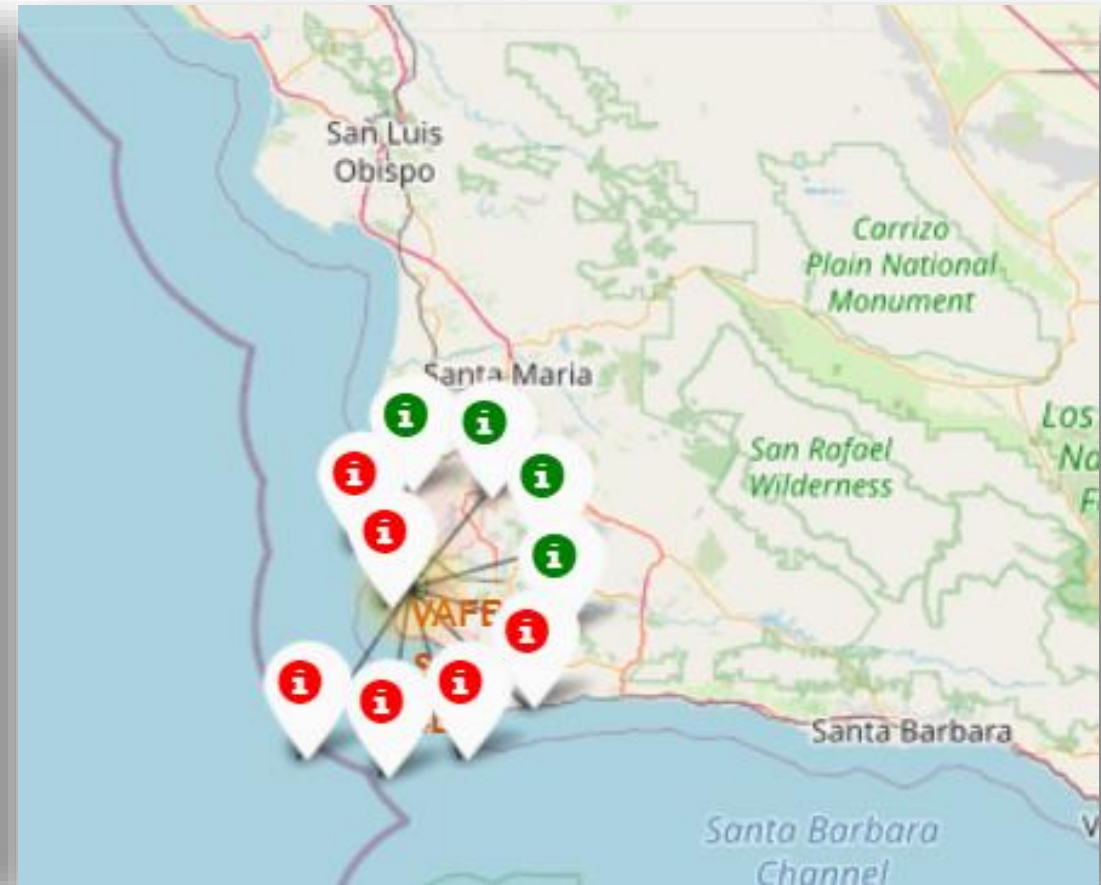 San Luis
Obispo
Carrizo
Plain National
Monument
Santa Maria
Los
Na
F
San Rafael
Wilderness
i
i
i
i
i
i
VAFB
i
i
i
i
Santa Barbara
V
Santa Barbara
Channel